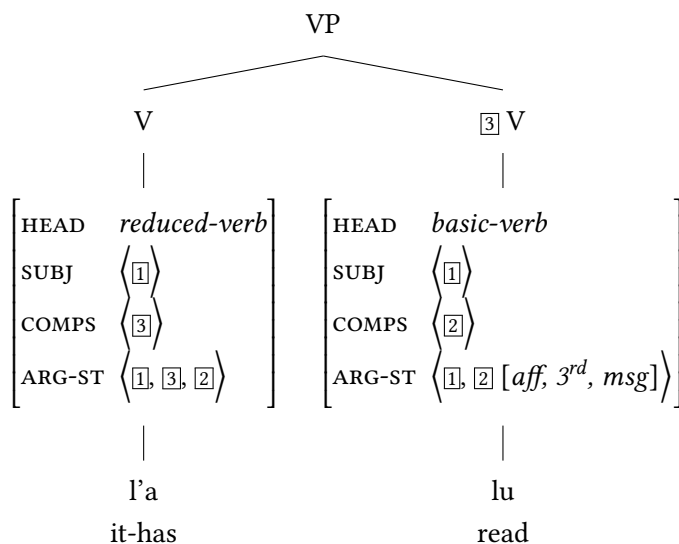 VP
V 3 V
HEAD reduced-verb HEAD basic-verb
SUBJ ⟨1⟩ SUBJ ⟨1⟩
COMPS ⟨3⟩ COMPS ⟨2⟩
ARG-ST ⟨1, 3, 2⟩ ARG-ST ⟨1, 2 [aff, 3rd, msg]⟩
l’a lu
it-has read